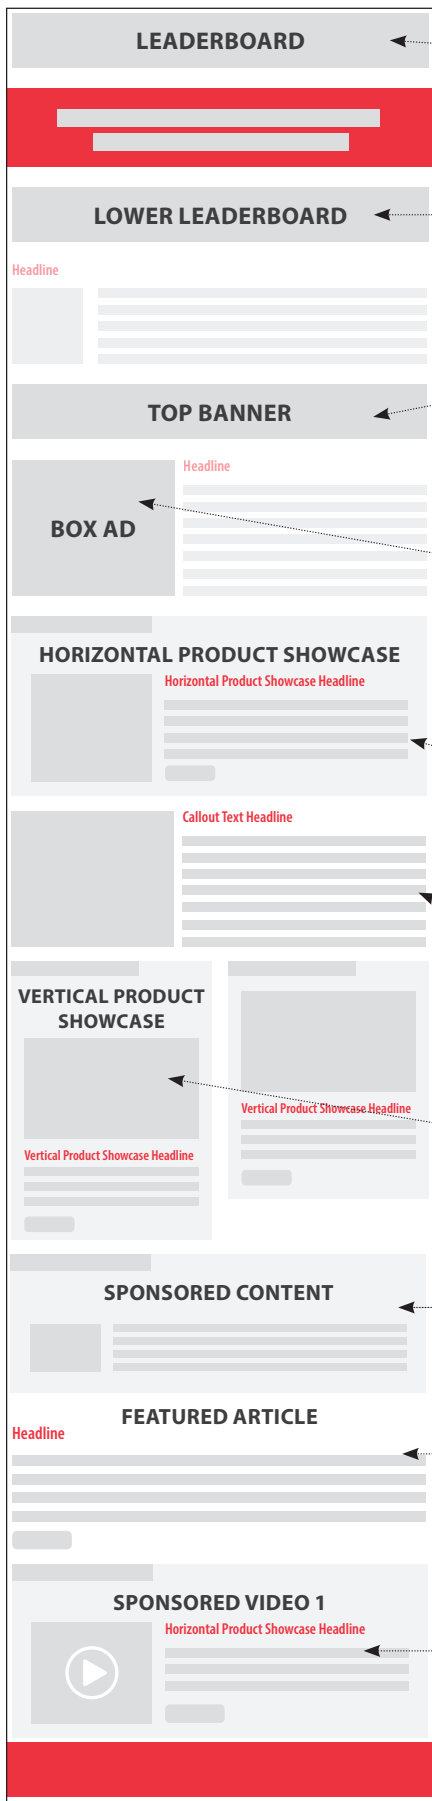 LEADERBOARD
LOWER LEADERBOARD
Headline
TOP BANNER
Headline
BOX AD
HORIZONTAL PRODUCT SHOWCASE
Horizontal Product Showcase Headline
Callout Text Headline
VERTICAL PRODUCT
SHOWCASE
Vertical Product Showcase Headline
Vertical Product Showcase Headline
SPONSORED CONTENT
FEATURED ARTICLE
Headline
SPONSORED VIDEO 1
Horizontal Product Showcase Headline